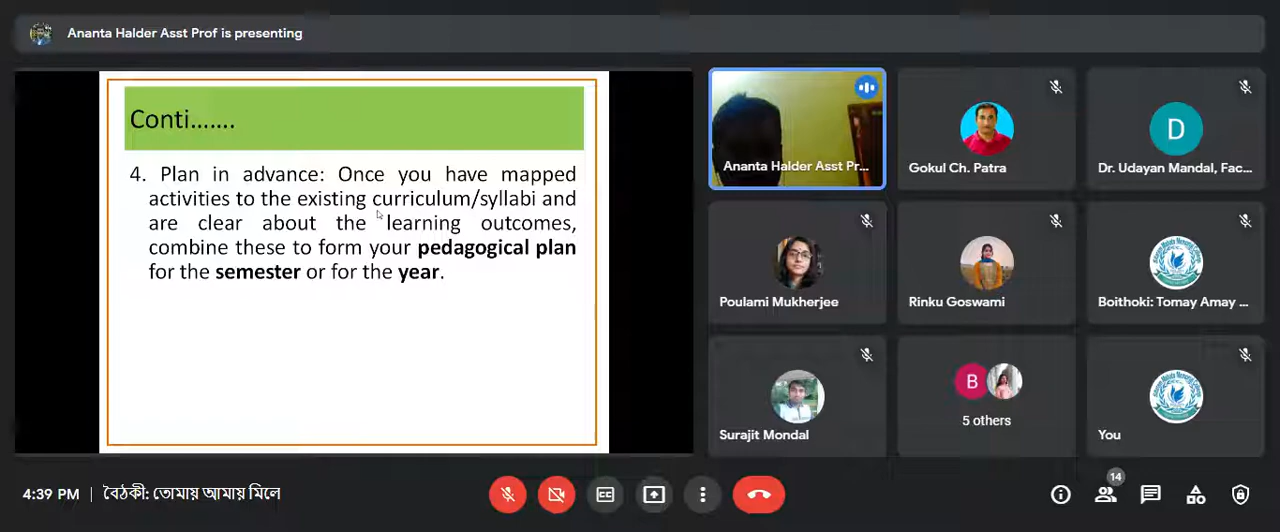 Ananta Halder Asst Prof is presenting
Conti.......
4. Plan in advance: Once you have mapped
activities to the existing curriculum/syllabi and
are clear about the learning outcomes,
combine these to form your pedagogical plan
for the semester or for the year.
Ananta Halder Asst Pr...
Gokul Ch. Patra
D
Dr. Udayan Mandal, Fac...
Poulami Mukherjee
Rinku Goswami
Boithoki: Tomay Amay ...
Surajit Mondal
B
5 others
You
4:39 PM | বৈঠকী: তোমায় আমায় মিলে
CC
14